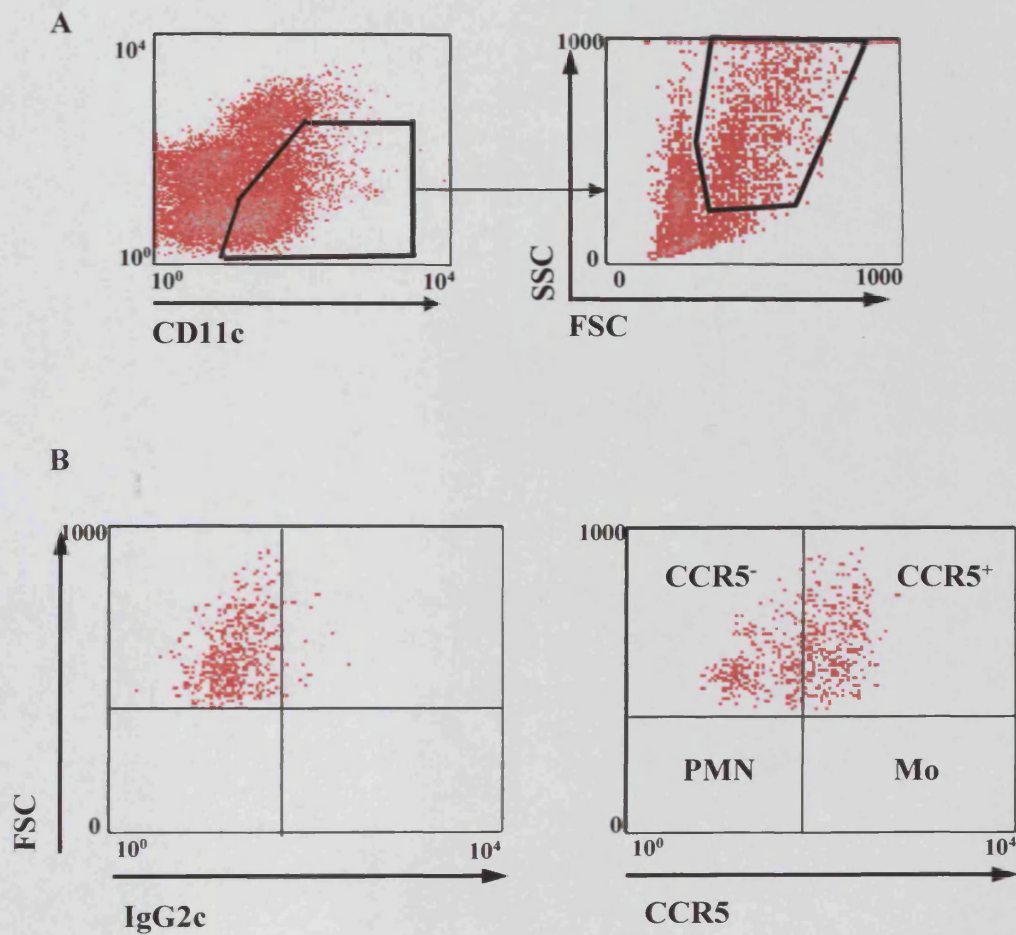 A
10⁴
10⁰
10⁰
10⁴
CD11c
1000
0
0
1000
SSC
FSC
B
1000
0
10⁰
10⁴
FSC
IgG2c
1000
CCR5⁻
CCR5⁺
PMN
Mo
0
10⁰
10⁴
CCR5